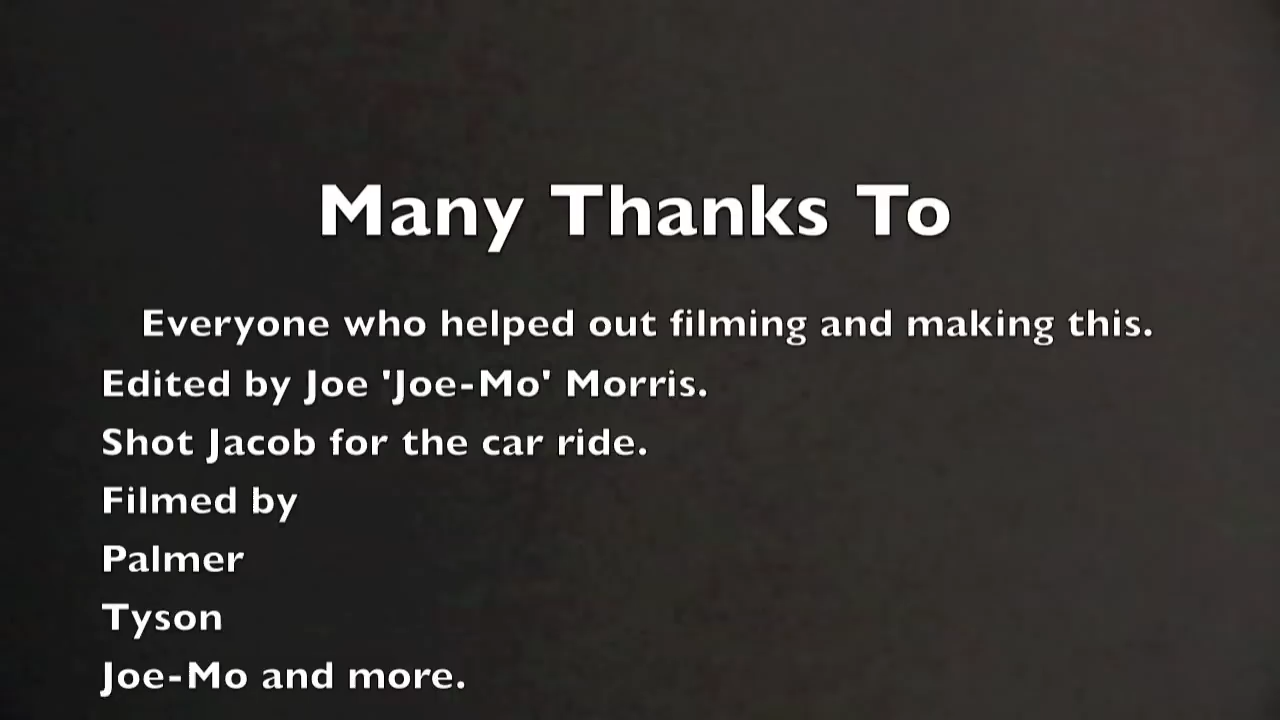 Many Thanks To
Everyone who helped out filming and making this.
Edited by Joe 'Joe-Mo' Morris.
Shot Jacob for the car ride.
Filmed by
Palmer
Tyson
Joe-Mo and more.